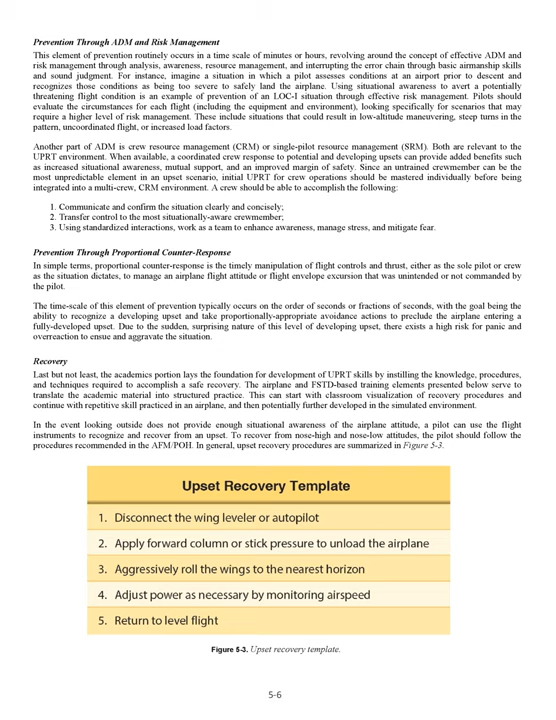 Prevention Through ADM and Risk Management
This element of prevention routinely occurs in a time scale of minutes or hours, revolving around the concept of effective ADM and
risk management through analysis, awareness, resource management, and interrupting the error chain through basic airmanship skills
and sound judgment. For instance, imagine a situation in which a pilot assesses conditions at an airport prior to descent and
recognizes those conditions as being too severe to safely land the airplane. Using situational awareness to avert a potentially
threatening flight condition is an example of prevention of a LOC-I situation through effective risk management. Pilots should
evaluate the circumstances for each flight (including the equipment and environment), looking specifically for scenarios that may
require a higher level of risk management. These include situations that could result in low-altitude maneuvering, steep turns in the
pattern, uncoordinated flight, or increased load factors.
Another part of ADM is crew resource management (CRM) or single-pilot resource management (SRM). Both are relevant to the
UPRT environment. When available, a coordinated crew response to potential and developing upsets can provide added benefits such
as increased situational awareness, mutual support, and an improved margin of safety. Since an untrained crewmember can be the
most unpredictable element in an upset scenario, initial UPRT for crew operations should be mastered individually before being
integrated into a multi-crew, CRM environment. A crew should be able to accomplish the following:
1. Communicate and confirm the situation clearly and concisely;
2. Transfer control to the most situationally-aware crewmember;
3. Using standardized interactions, work as a team to enhance awareness, manage stress, and mitigate fear.
Prevention Through Proportional Counter-Response
In simple terms, proportional counter-response is the timely manipulation of flight controls and thrust, either as the sole pilot or crew
as the situation dictates, to manage an airplane flight attitude or flight envelope excursion that was unintended or not commanded by
the pilot.
The time-scale of this element of prevention typically occurs on the order of seconds or fractions of seconds, with the goal being the
ability to recognize a developing upset and take proportionally-appropriate avoidance actions to preclude the airplane entering a
fully-developed upset. Due to the sudden, surprising nature of this level of developing upset, there exists a high risk for panic and
overreaction to ensue and aggravate the situation.
Recovery
Last but not least, the academics portion lays the foundation for development of UPRT skills by instilling the knowledge, procedures,
and techniques required to accomplish a safe recovery. The airplane and FSTD-based training elements presented below serve to
translate the academic material into structured practice. This can start with classroom visualization of recovery procedures and
continue with repetitive skill practiced in an airplane, and then potentially further developed in the simulated environment.
In the event looking outside does not provide enough situational awareness of the airplane attitude, a pilot can use the flight
instruments to recognize and recover from an upset. To recover from nose-high and nose-low attitudes, the pilot should follow the
procedures recommended in the AFM/POH. In general, upset recovery procedures are summarized in Figure 5-3.
Upset Recovery Template
1. Disconnect the wing leveler or autopilot
2. Apply forward column or stick pressure to unload the airplane
3. Aggressively roll the wings to the nearest horizon
4. Adjust power as necessary by monitoring airspeed
5. Return to level flight
Figure 5-3. Upset recovery template.
5-6